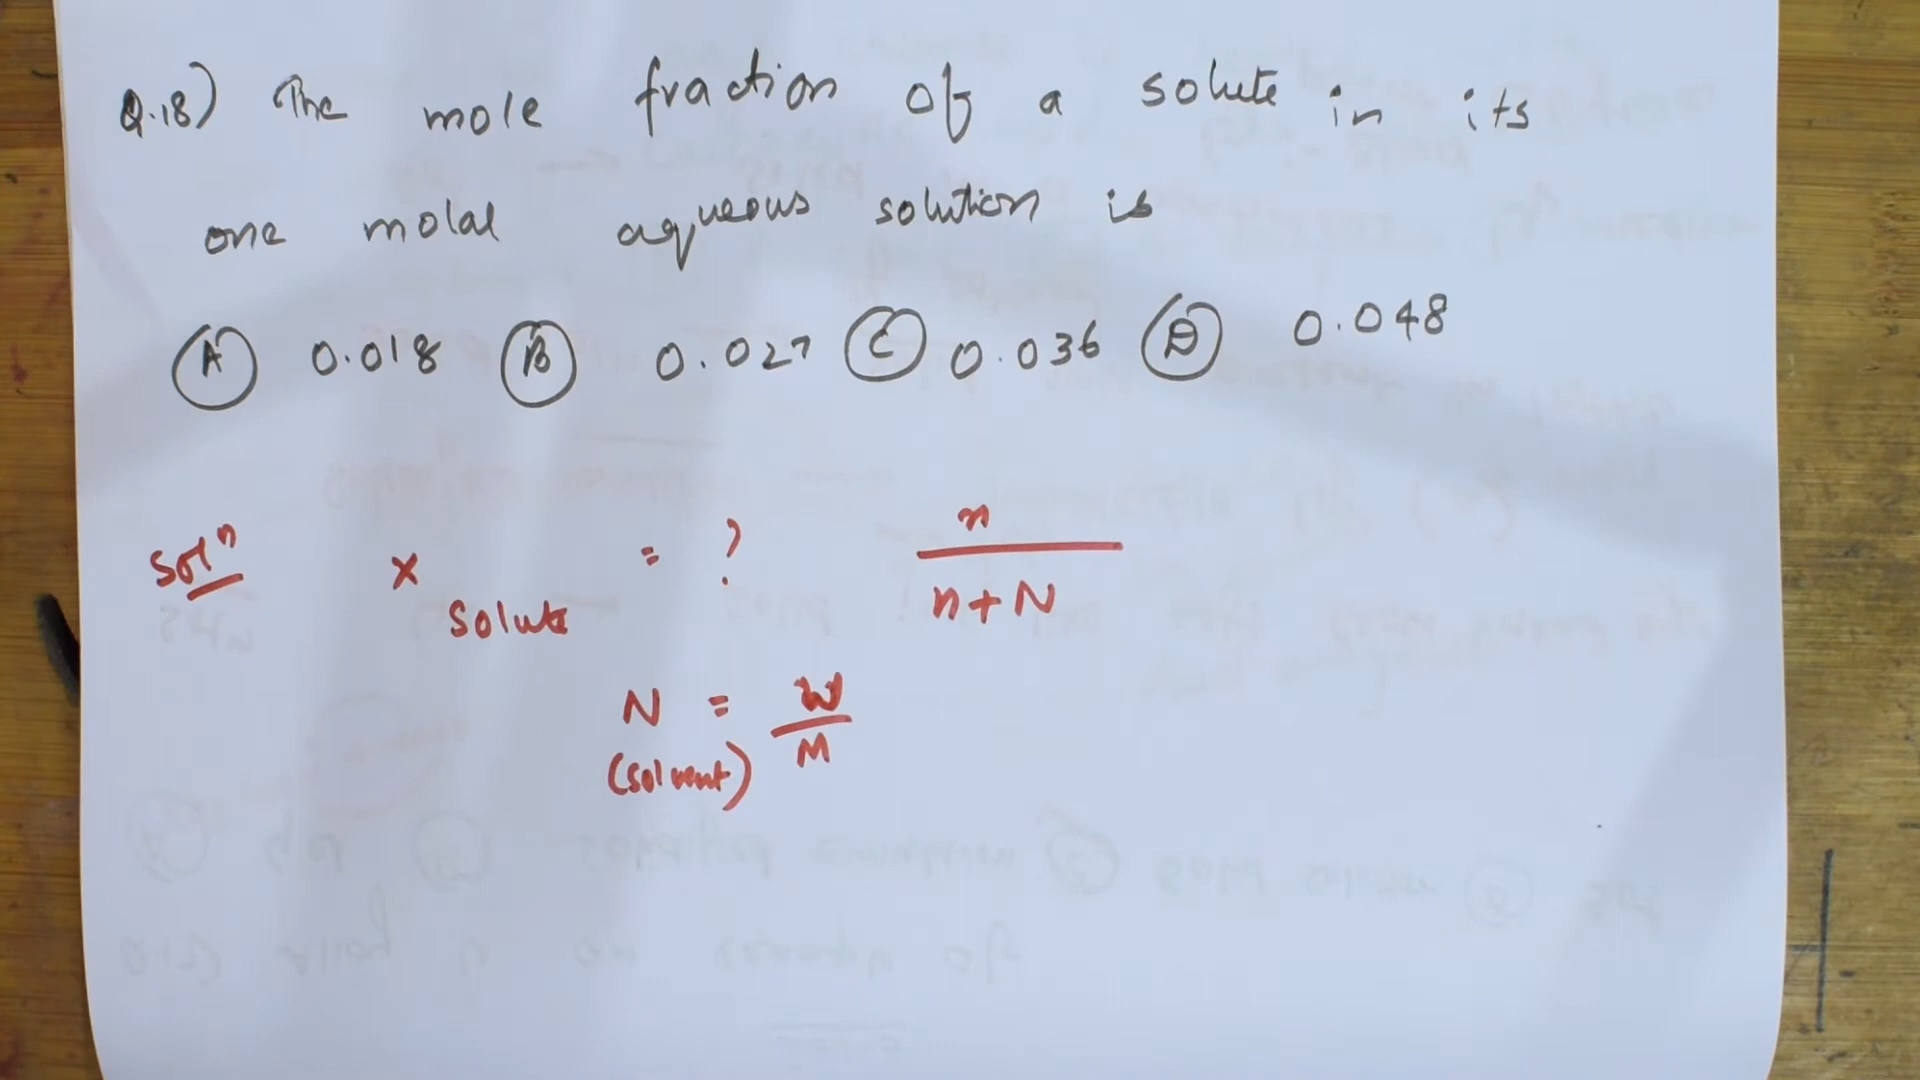 Q.18) The mole fraction of a solute in its
one molal aqueous solution is
(A) 0.018 (B) 0.027 (C) 0.036 (D) 0.048
Solⁿ x solute = ? n / n+N
N (solvent) = W / M